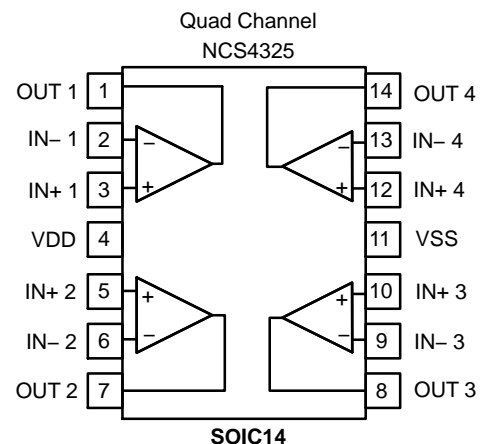 Quad Channel
NCS4325
OUT 1 1 14 OUT 4
IN− 1 2 − − 13 IN− 4
IN+ 1 3 + + 12 IN+ 4
VDD 4 11 VSS
IN+ 2 5 + + 10 IN+ 3
IN− 2 6 − − 9 IN− 3
OUT 2 7 8 OUT 3
SOIC14